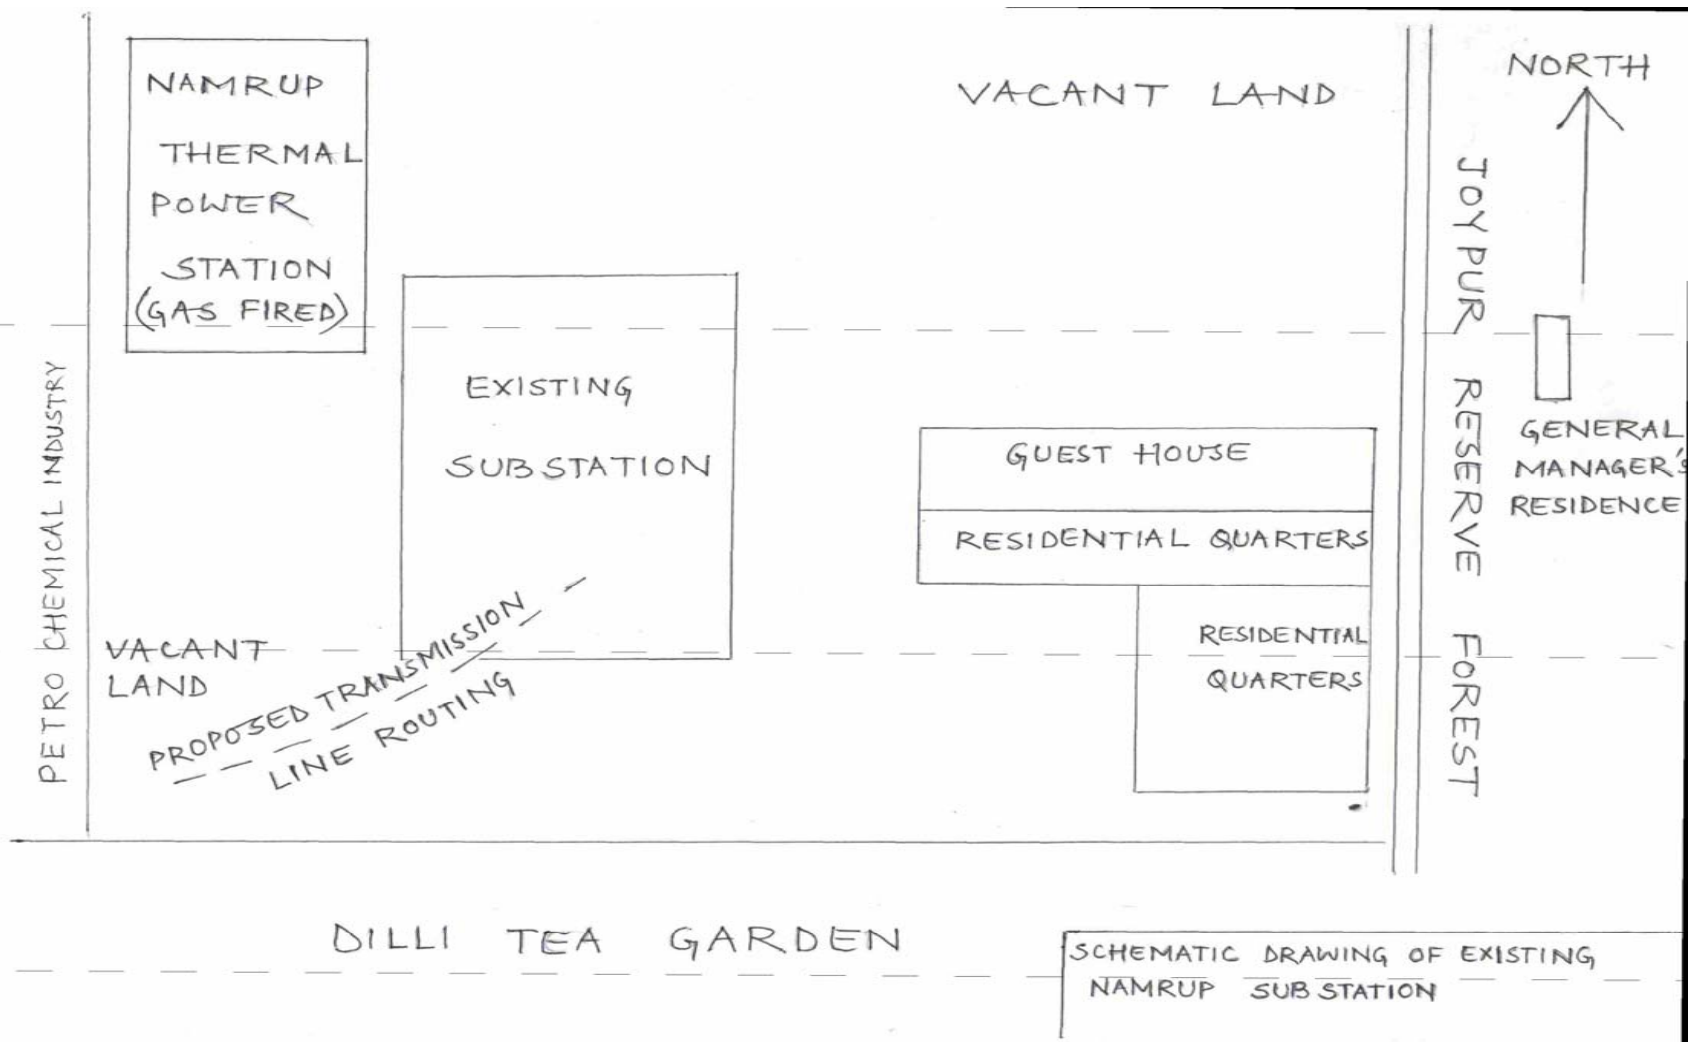 NAMRUP
THERMAL
POWER
STATION
(GAS FIRED)
VACANT LAND
NORTH
JOYPUR RESERVE FOREST
EXISTING
SUBSTATION
GUEST HOUSE
RESIDENTIAL QUARTERS
RESIDENTIAL
QUARTERS
GENERAL
MANAGER'S
RESIDENCE
PETRO CHEMICAL INDUSTRY
VACANT
LAND
PROPOSED TRANSMISSION
LINE ROUTING
DILLI TEA GARDEN
SCHEMATIC DRAWING OF EXISTING
NAMRUP SUBSTATION